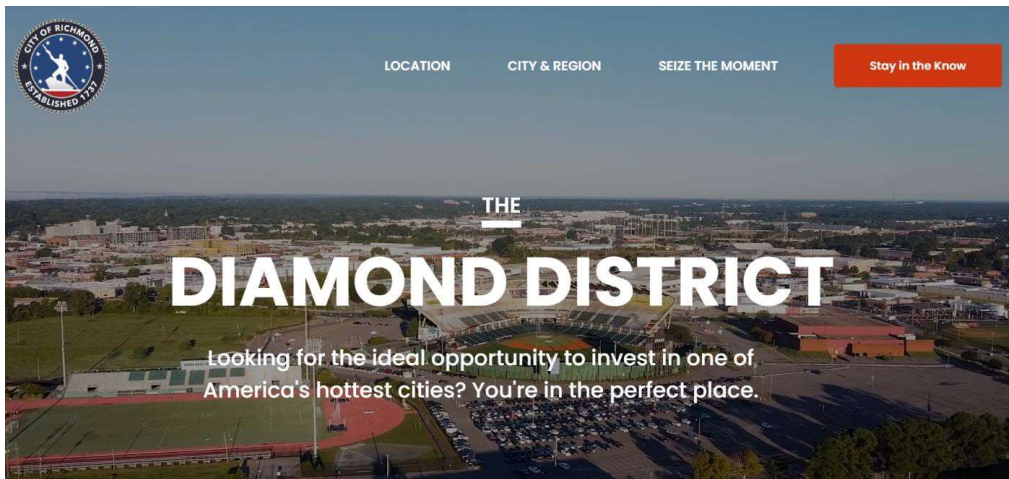 CITY OF RICHMOND
ESTABLISHED 1737
LOCATION
CITY & REGION
SEIZE THE MOMENT
Stay in the Know
THE
DIAMOND DISTRICT
Looking for the ideal opportunity to invest in one of
America's hottest cities? You're in the perfect place.